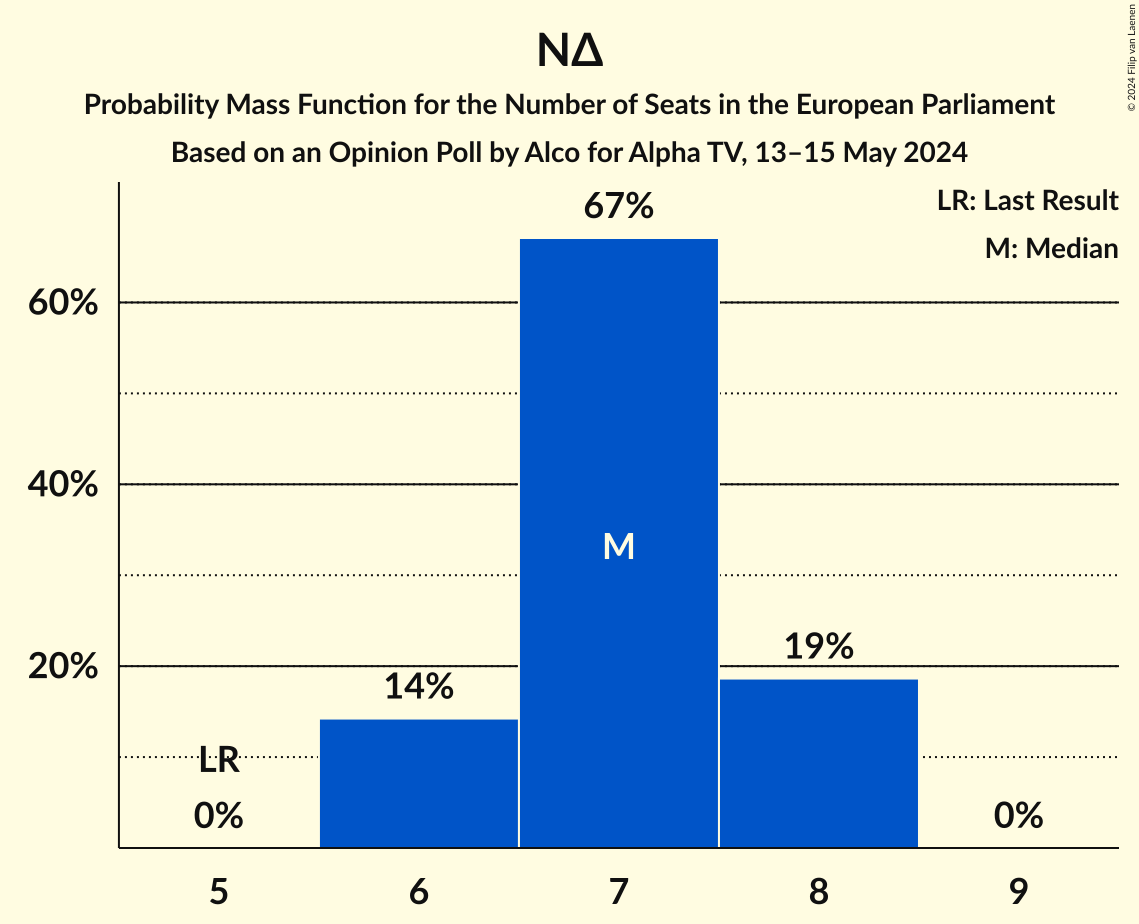 ΝΔ
Probability Mass Function for the Number of Seats in the European Parliament
Based on an Opinion Poll by Alco for Alpha TV, 13–15 May 2024
© 2024 Filip van Laenen
LR: Last Result
M: Median
67%
60%
40%
M
20%
19%
14%
LR
0%
0%
5 6 7 8 9